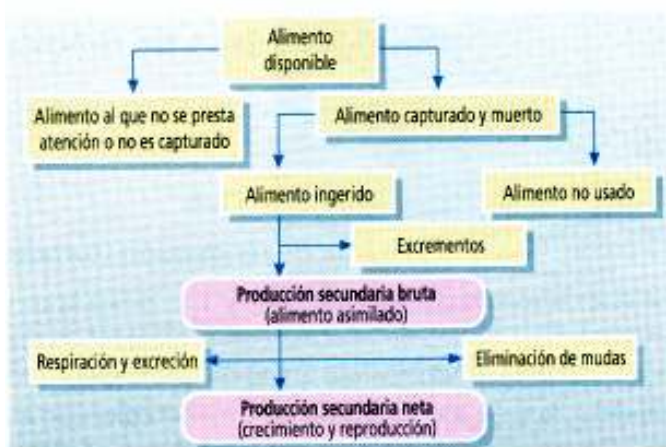 Alimento
disponible
Alimento al que no se presta
atención o no es capturado
Alimento capturado y muerto
Alimento ingerido
Alimento no usado
Excrementos
Producción secundaria bruta
(alimento asimilado)
Respiración y excreción
Eliminación de mudas
Producción secundaria neta
(crecimiento y reproducción)